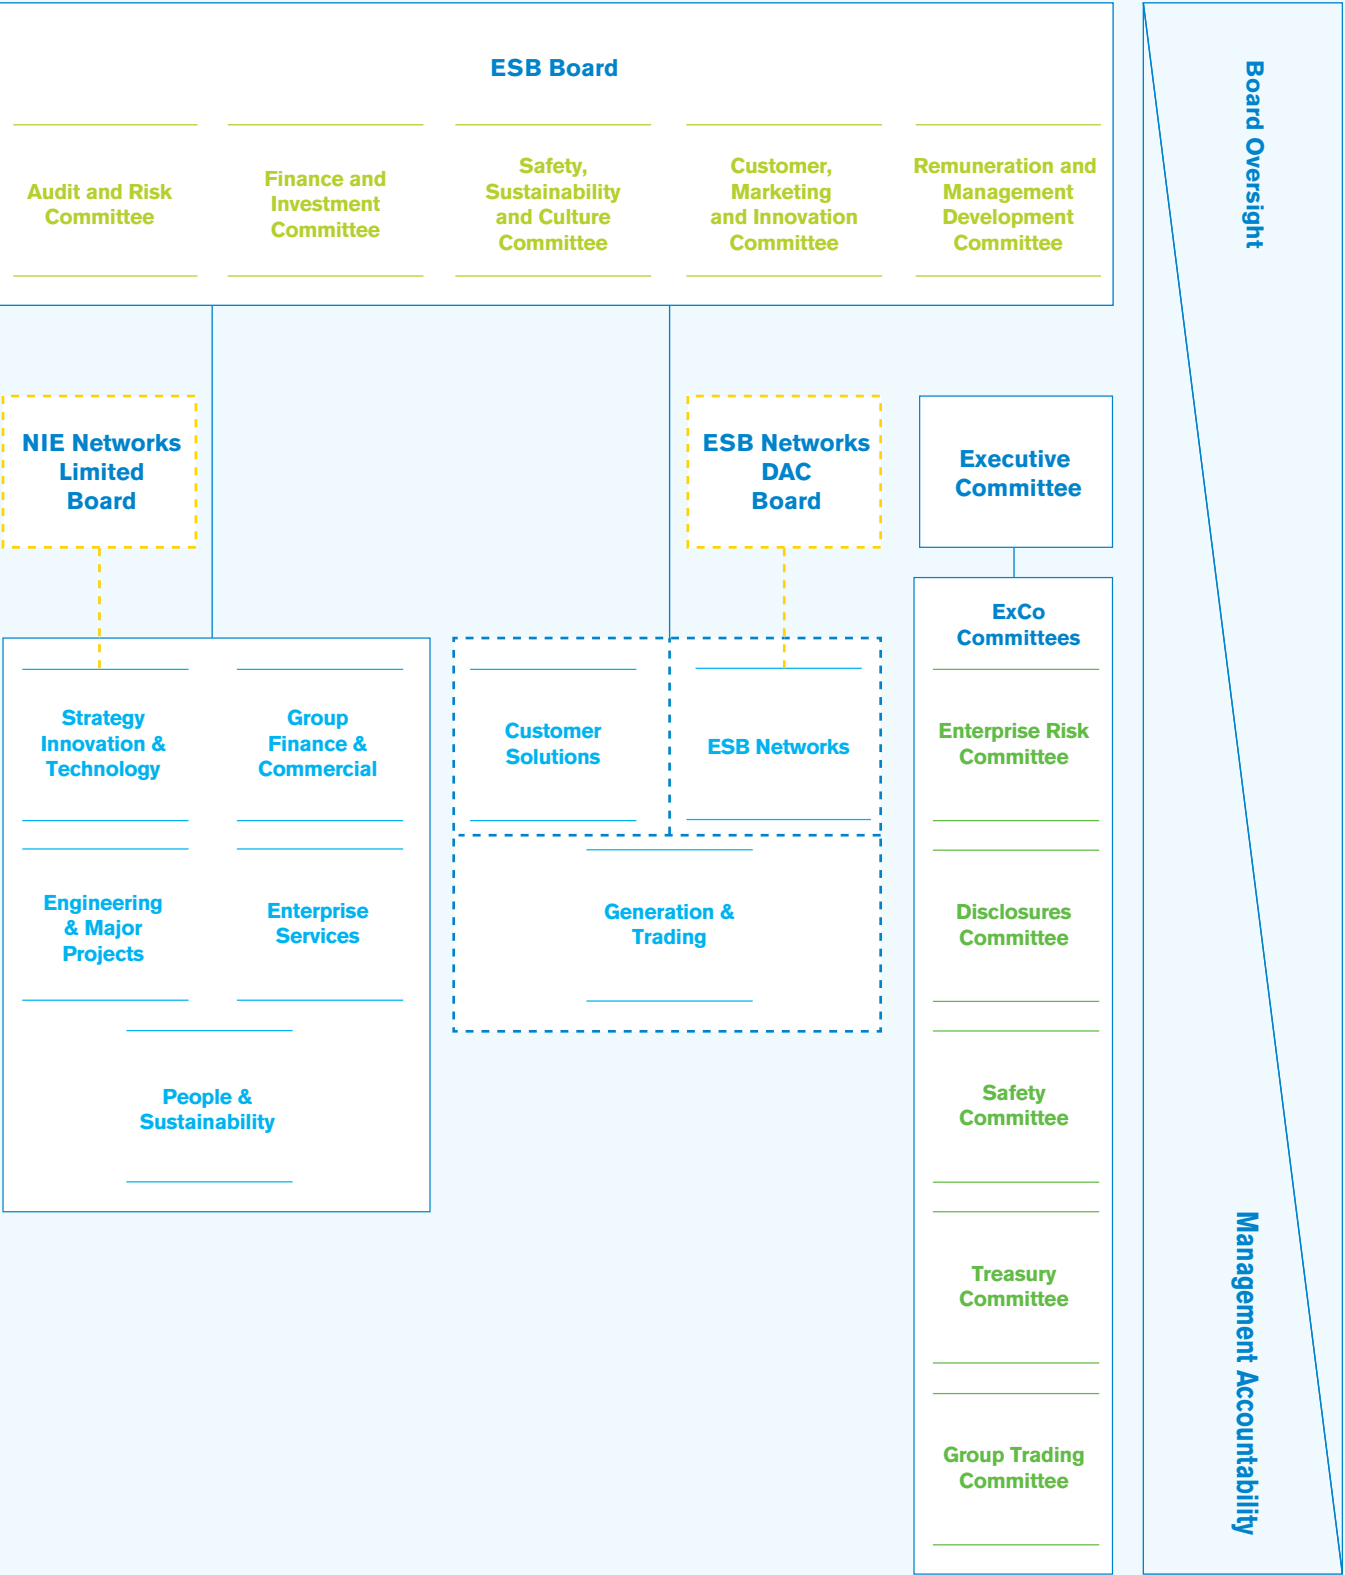 ESB Board
Audit and Risk
Committee
Finance and
Investment
Committee
Safety,
Sustainability
and Culture
Committee
Customer,
Marketing
and Innovation
Committee
Remuneration and
Management
Development
Committee
Board Oversight
NIE Networks
Limited
Board
ESB Networks
DAC
Board
Executive
Committee
Strategy
Innovation &
Technology
Group
Finance &
Commercial
Engineering
& Major
Projects
Enterprise
Services
People &
Sustainability
Customer
Solutions
ESB Networks
Generation &
Trading
ExCo
Committees
Enterprise Risk
Committee
Disclosures
Committee
Safety
Committee
Treasury
Committee
Group Trading
Committee
Management Accountability